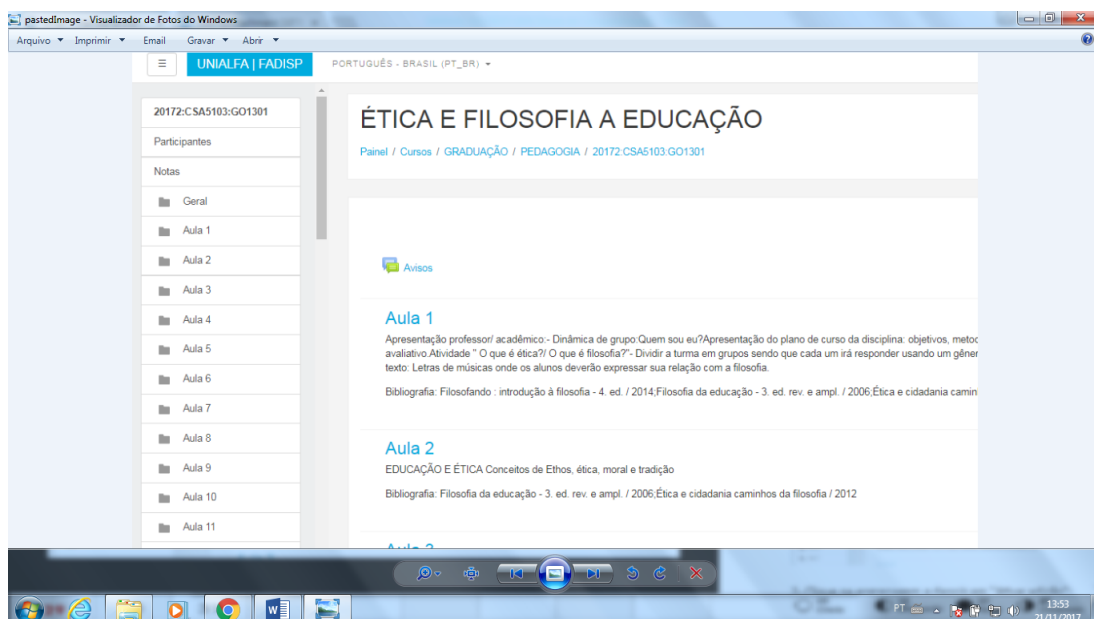 pastedImage - Visualizador de Fotos do Windows
Arquivo Imprimir Email Gravar Abrir
UNIALFA | FADISP
PORTUGUÊS - BRASIL (PT_BR)
20172:CSA5103:GO1301
Participantes
Notas
Geral
Aula 1
Aula 2
Aula 3
Aula 4
Aula 5
Aula 6
Aula 7
Aula 8
Aula 9
Aula 10
Aula 11
ÉTICA E FILOSOFIA A EDUCAÇÃO
Painel / Cursos / GRADUAÇÃO / PEDAGOGIA / 20172:CSA5103:GO1301
Avisos
Aula 1
Apresentação professor/ acadêmico:- Dinâmica de grupo:Quem sou eu?Apresentação do plano de curso da disciplina: objetivos, metoc
avaliativo.Atividade " O que é ética?/ O que é filosofia?"- Dividir a turma em grupos sendo que cada um irá responder usando um gêner
texto: Letras de músicas onde os alunos deverão expressar sua relação com a filosofia.
Bibliografia: Filosofando : introdução à filosofia - 4. ed. / 2014;Filosofia da educação - 3. ed. rev. e ampl. / 2006;Ética e cidadania camin
Aula 2
EDUCAÇÃO E ÉTICA Conceitos de Ethos, ética, moral e tradição
Bibliografia: Filosofia da educação - 3. ed. rev. e ampl. / 2006;Ética e cidadania caminhos da filosofia / 2012
Aula 3
PT
13:53
21/11/2017